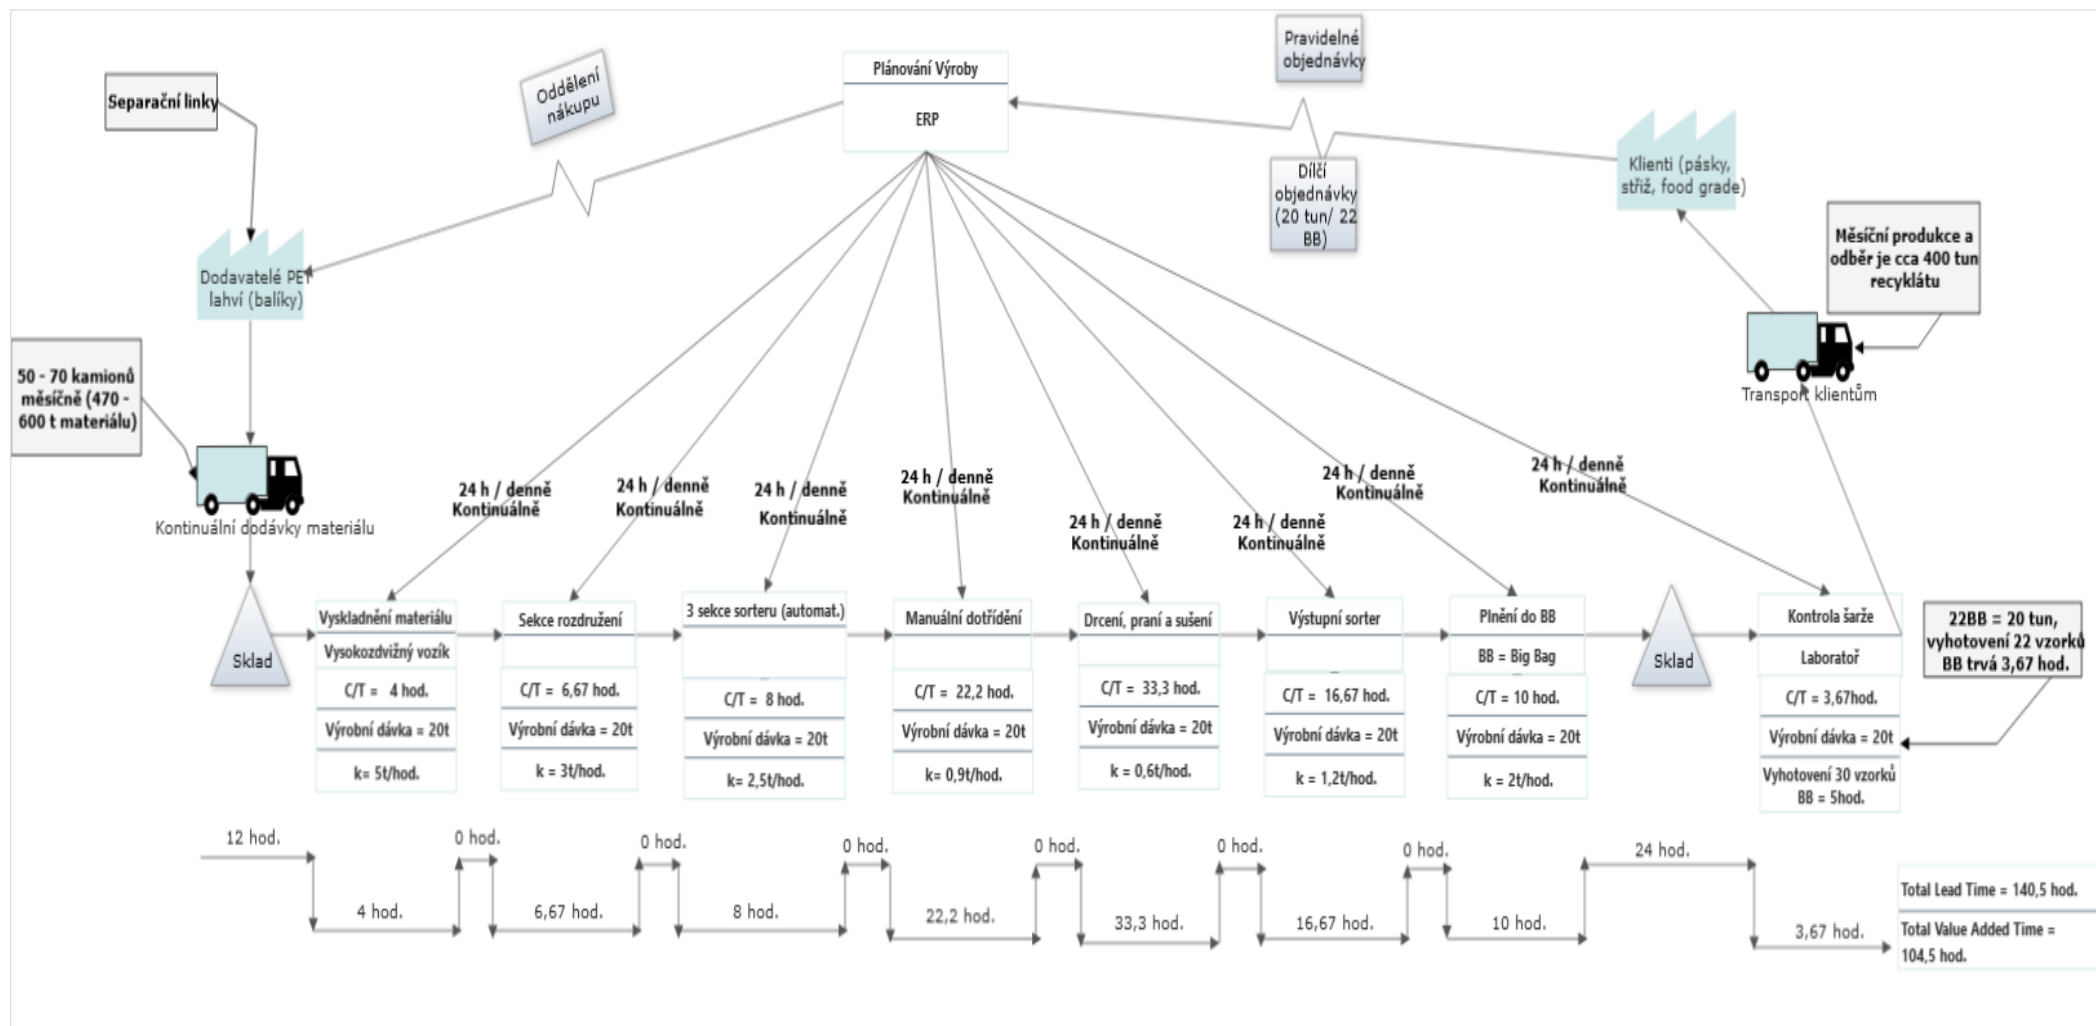 Pravidelné
objednávky
Oddělení
nákupu
Plánování Výroby
ERP
Separační linky
Dílčí
objednávky
(20 tun/ 22
BB)
Klienti (pásky,
střiž, food grade)
Měsíční produkce a
odběr je cca 400 tun
recyklátu
Dodavatelé PET
lahví (balíky)
50 - 70 kamionů
měsíčně (470 -
600 t materiálu)
Transport klientům
Kontinuální dodávky materiálu
24 h / denně
Kontinuálně
24 h / denně
Kontinuálně
24 h / denně
Kontinuálně
24 h / denně
Kontinuálně
24 h / denně
Kontinuálně
24 h / denně
Kontinuálně
24 h / denně
Kontinuálně
24 h / denně
Kontinuálně
Sklad
Vyskladnění materiálu
Vysokozdvižný vozík
C/T = 4 hod.
Výrobní dávka = 20t
k= 5t/hod.
Sekce rozdružení
C/T = 6,67 hod.
Výrobní dávka = 20t
k = 3t/hod.
3 sekce sorteru (automat.)
C/T = 8 hod.
Výrobní dávka = 20t
k= 2,5t/hod.
Manuální dotřídění
C/T = 22,2 hod.
Výrobní dávka = 20t
k= 0,9t/hod.
Drcení, praní a sušení
C/T = 33,3 hod.
Výrobní dávka = 20t
k = 0,6t/hod.
Výstupní sorter
C/T = 16,67 hod.
Výrobní dávka = 20t
k = 1,2t/hod.
Plnění do BB
BB = Big Bag
C/T = 10 hod.
Výrobní dávka = 20t
k = 2t/hod.
Sklad
Kontrola šarže
Laboratoř
C/T = 3,67hod.
Výrobní dávka = 20t
Vyhotovení 30 vzorků
BB = 5hod.
22BB = 20 tun,
vyhotovení 22 vzorků
BB trvá 3,67 hod.
12 hod.
4 hod.
0 hod.
6,67 hod.
0 hod.
8 hod.
0 hod.
22,2 hod.
0 hod.
33,3 hod.
0 hod.
16,67 hod.
0 hod.
10 hod.
24 hod.
3,67 hod.
Total Lead Time = 140,5 hod.
Total Value Added Time =
104,5 hod.